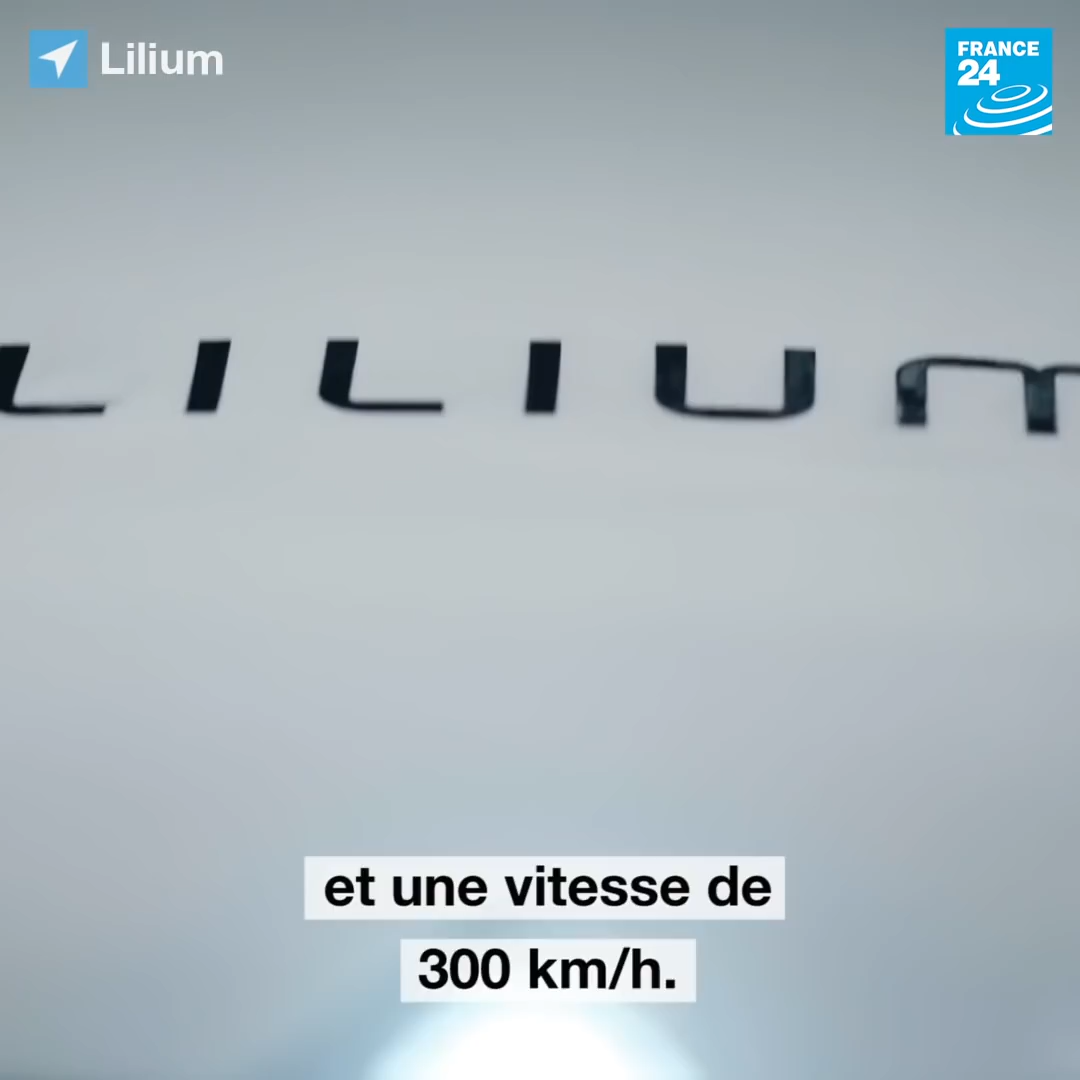 Lilium
FRANCE
24
LILIUM
et une vitesse de
300 km/h.